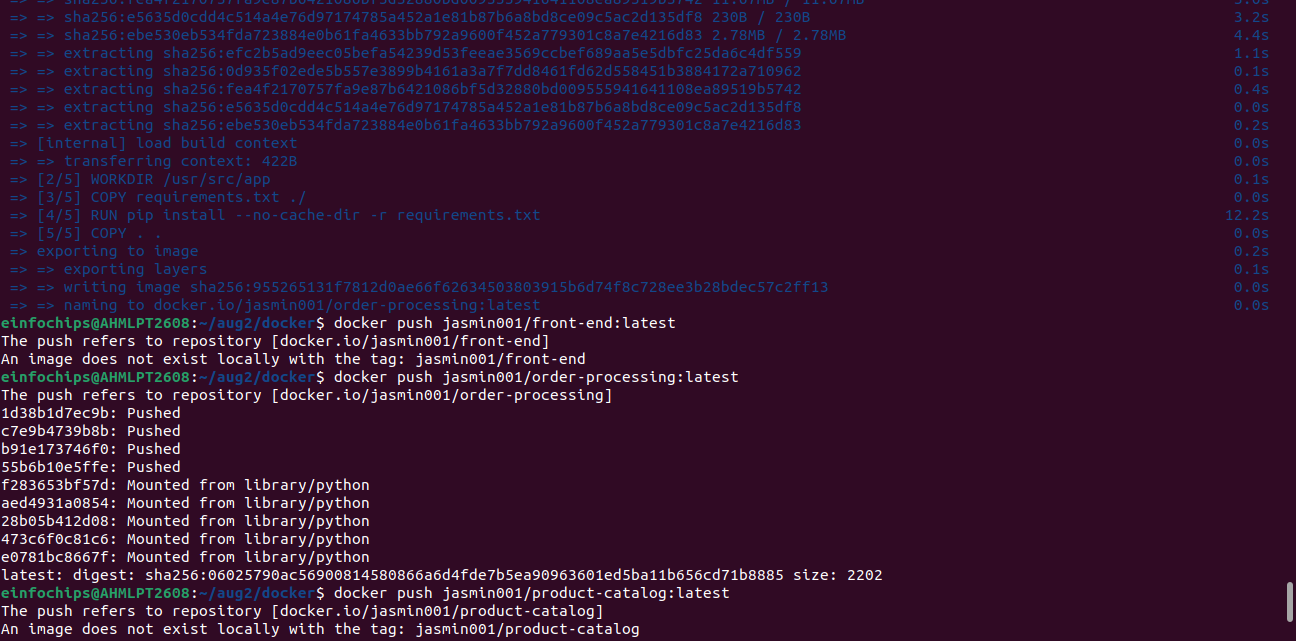 => => sha256:e5635d0cdd4c514a4e76d97174785a452a1e81b87b6a8bd8ce09c5ac2d135df8 230B / 230B 3.2s
=> => sha256:ebe530eb534fda723884e0b61fa4633bb792a9600f452a779301c8a7e4216d83 2.78MB / 2.78MB 4.4s
=> => extracting sha256:efc2b5ad9eec05befa54239d53feeae3569ccbef689aa5e5dbfc25da6c4df559 1.1s
=> => extracting sha256:0d935f02ede5b557e3899b4161a3a7f7dd8461fd62d558451b3884172a710962 0.1s
=> => extracting sha256:fea4f2170757fa9e87b6421086bf5d32880bd009555941641108ea89519b5742 0.4s
=> => extracting sha256:e5635d0cdd4c514a4e76d97174785a452a1e81b87b6a8bd8ce09c5ac2d135df8 0.0s
=> => extracting sha256:ebe530eb534fda723884e0b61fa4633bb792a9600f452a779301c8a7e4216d83 0.2s
=> [internal] load build context 0.0s
=> => transferring context: 422B 0.0s
=> [2/5] WORKDIR /usr/src/app 0.1s
=> [3/5] COPY requirements.txt ./ 0.0s
=> [4/5] RUN pip install --no-cache-dir -r requirements.txt 12.2s
=> [5/5] COPY . . 0.0s
=> exporting to image 0.2s
=> => exporting layers 0.1s
=> => writing image sha256:955265131f7812d0ae66f62634503803915b6d74f8c728ee3b28bdec57c2ff13 0.0s
=> => naming to docker.io/jasmin001/order-processing:latest 0.0s
einfochips@AHMLPT2608:~/aug2/docker$ docker push jasmin001/front-end:latest
The push refers to repository [docker.io/jasmin001/front-end]
An image does not exist locally with the tag: jasmin001/front-end
einfochips@AHMLPT2608:~/aug2/docker$ docker push jasmin001/order-processing:latest
The push refers to repository [docker.io/jasmin001/order-processing]
1d38b1d7ec9b: Pushed
c7e9b4739b8b: Pushed
b91e173746f0: Pushed
55b6b10e5ffe: Pushed
f283653bf57d: Mounted from library/python
aed4931a0854: Mounted from library/python
28b05b412d08: Mounted from library/python
473c6f0c81c6: Mounted from library/python
e0781bc8667f: Mounted from library/python
latest: digest: sha256:06025790ac56900814580866a6d4fde7b5ea90963601ed5ba11b656cd71b8885 size: 2202
einfochips@AHMLPT2608:~/aug2/docker$ docker push jasmin001/product-catalog:latest
The push refers to repository [docker.io/jasmin001/product-catalog]
An image does not exist locally with the tag: jasmin001/product-catalog